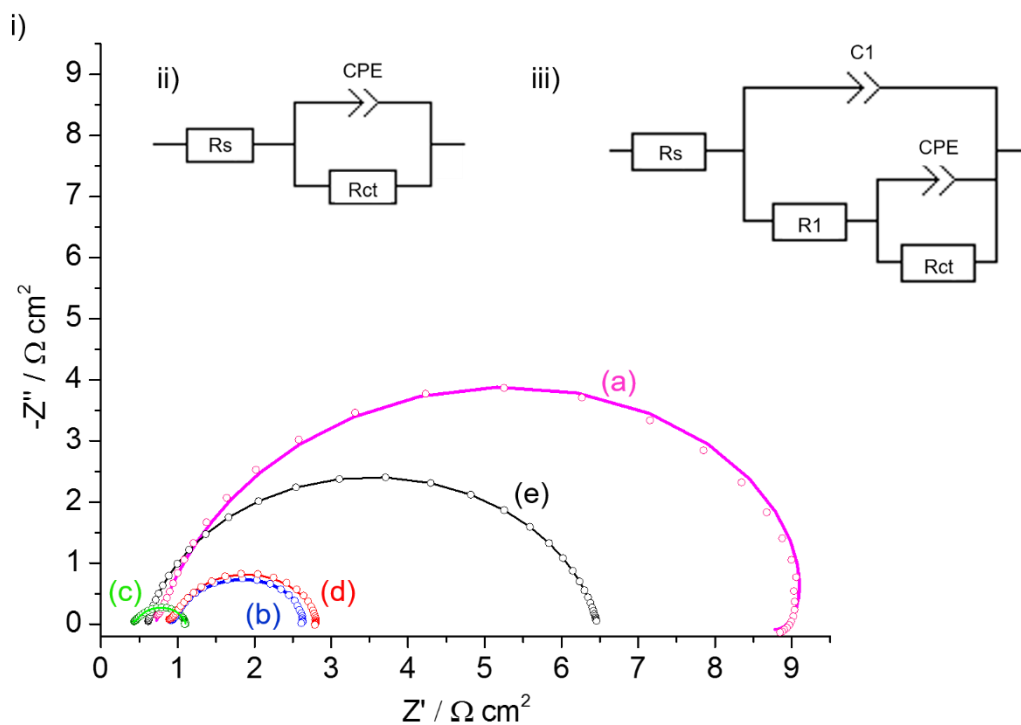 i)
ii)
CPE
Rs
Rct
iii)
C1
CPE
Rs
R1
Rct
9
8
7
6
5
4
3
2
1
0
-Z'' / Ω cm²
(a)
(e)
(c)
(b)
(d)
0 1 2 3 4 5 6 7 8 9
Z' / Ω cm²